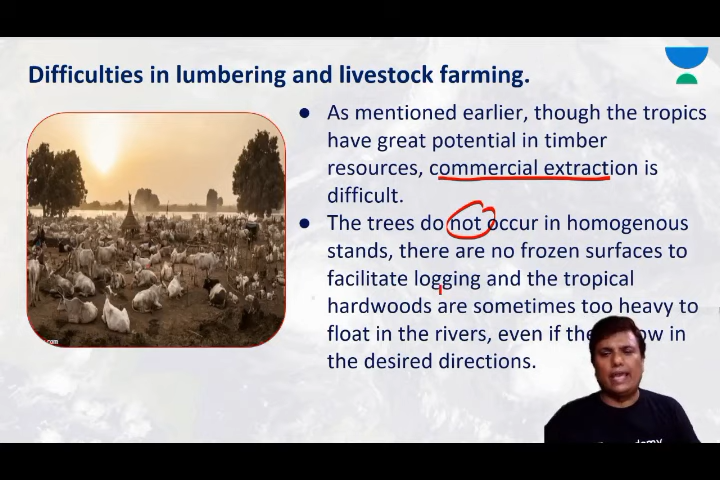 Difficulties in lumbering and livestock farming.
● As mentioned earlier, though the tropics
have great potential in timber
resources, commercial extraction is
difficult.
● The trees do not occur in homogenous
stands, there are no frozen surfaces to
facilitate logging and the tropical
hardwoods are sometimes too heavy to
float in the rivers, even if in
the desired directions.